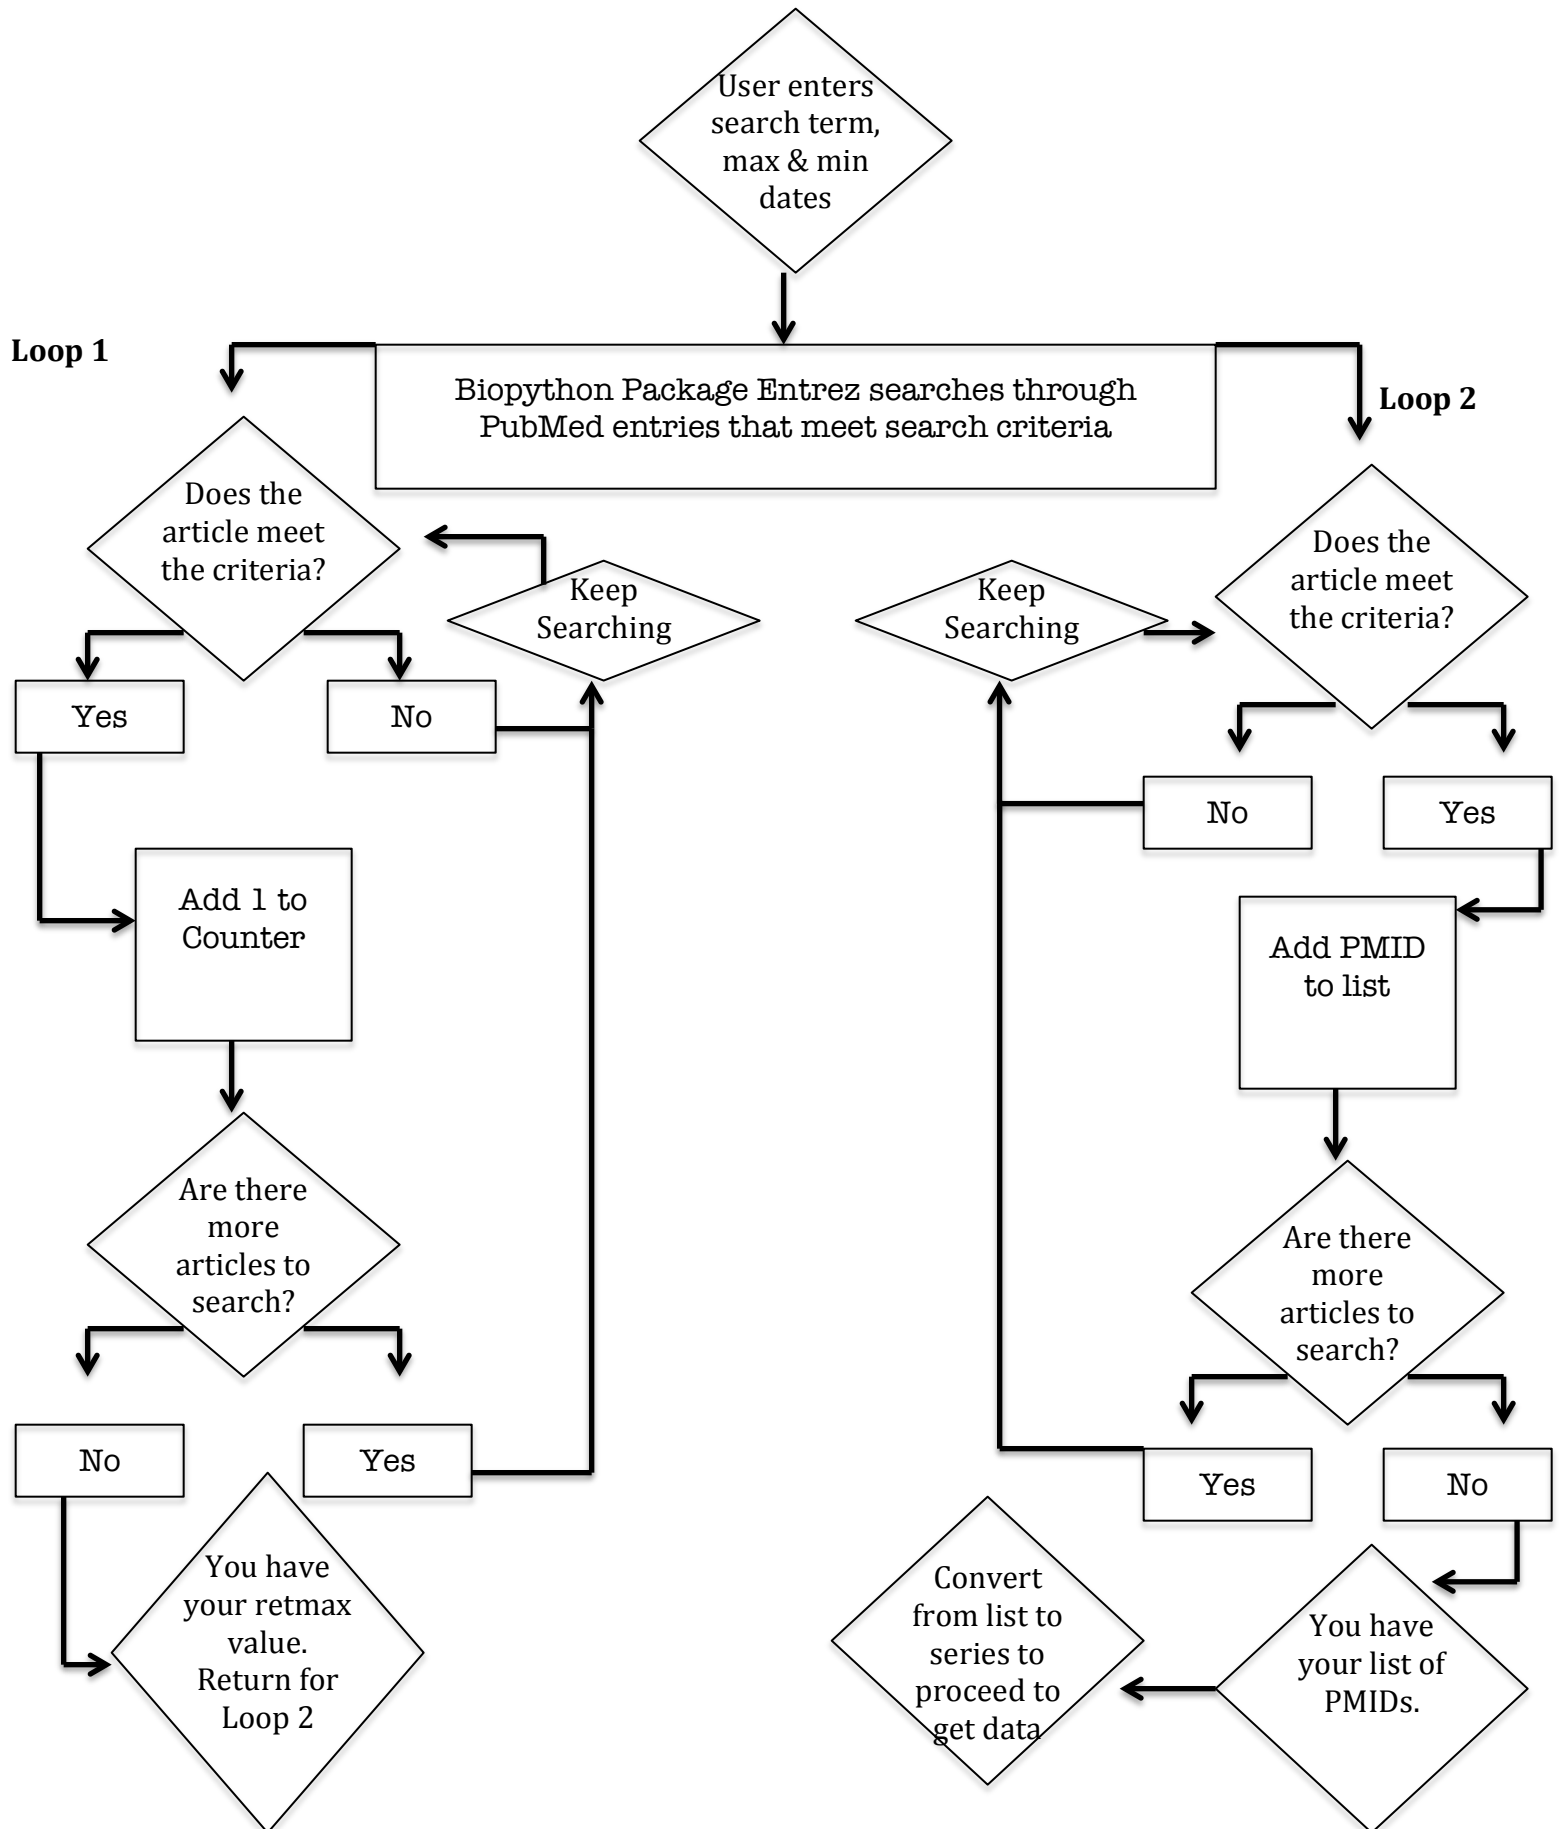 User enters
search term,
max & min
dates
Loop 1
Biopython Package Entrez searches through
PubMed entries that meet search criteria
Loop 2
Does the
article meet
the criteria?
Keep
Searching
Yes
No
Add 1 to
Counter
Are there
more
articles to
search?
No
Yes
You have
your retmax
value.
Return for
Loop 2
Keep
Searching
Does the
article meet
the criteria?
No
Yes
Add PMID
to list
Are there
more
articles to
search?
Yes
No
Convert
from list to
series to
proceed to
get data
You have
your list of
PMIDs.